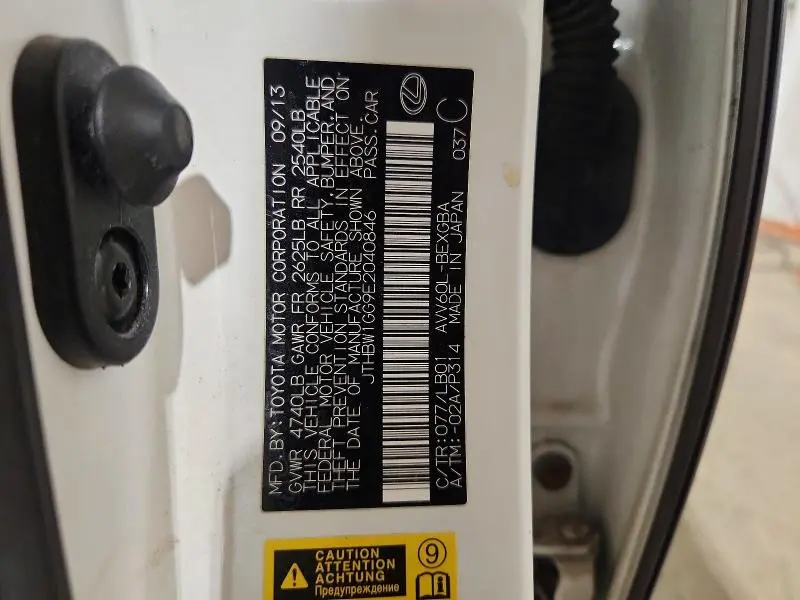 MFD. BY: TOYOTA MOTOR CORPORATION 09/13
GVWR 4740LB GAWR FR 2625LB RR 2540LB
THIS VEHICLE CONFORMS TO ALL APPLICABLE
FEDERAL MOTOR VEHICLE SAFETY, BUMPER, AND
THEFT PREVENTION STANDARDS IN EFFECT ON
THE DATE OF MANUFACTURE SHOWN ABOVE.
JTHBW1GG9E2040846 PASS. CAR
C/TR:077/LB01 AVV60L-BEXGBA 037 C
A/TM:-02A/P314 MADE IN JAPAN
CAUTION
ATTENTION
ACHTUNG
Предупреждение
9